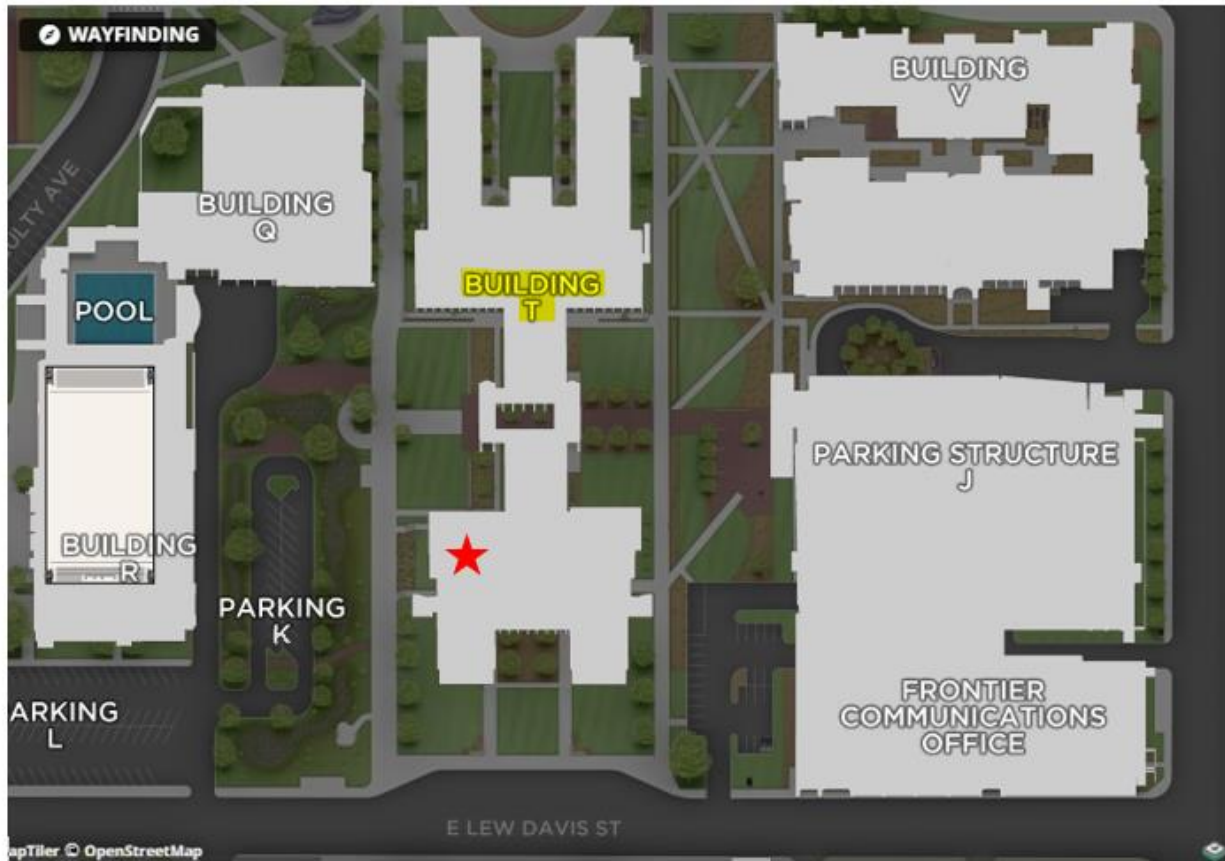 WAYFINDING
BUILDING
V
ULTY AVE
BUILDING
Q
BUILDING
T
POOL
PARKING STRUCTURE
J
BUILDING
R
PARKING
K
FRONTIER
COMMUNICATIONS
OFFICE
ARKING
L
E LEW DAVIS ST
apTiler © OpenStreetMap